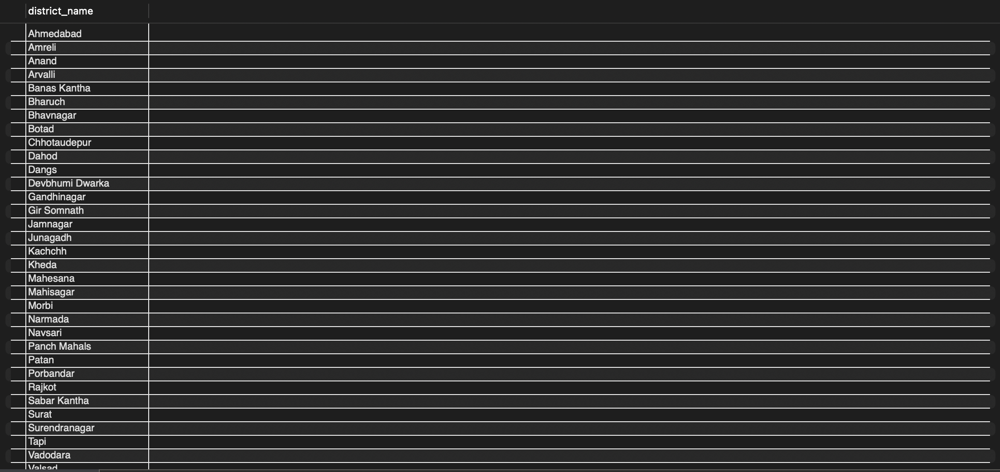 district_name
Ahmedabad
Amreli
Anand
Arvalli
Banas Kantha
Bharuch
Bhavnagar
Botad
Chhotaudepur
Dahod
Dangs
Devbhumi Dwarka
Gandhinagar
Gir Somnath
Jamnagar
Junagadh
Kachchh
Kheda
Mahesana
Mahisagar
Morbi
Narmada
Navsari
Panch Mahals
Patan
Porbandar
Rajkot
Sabar Kantha
Surat
Surendranagar
Tapi
Vadodara
Valsad